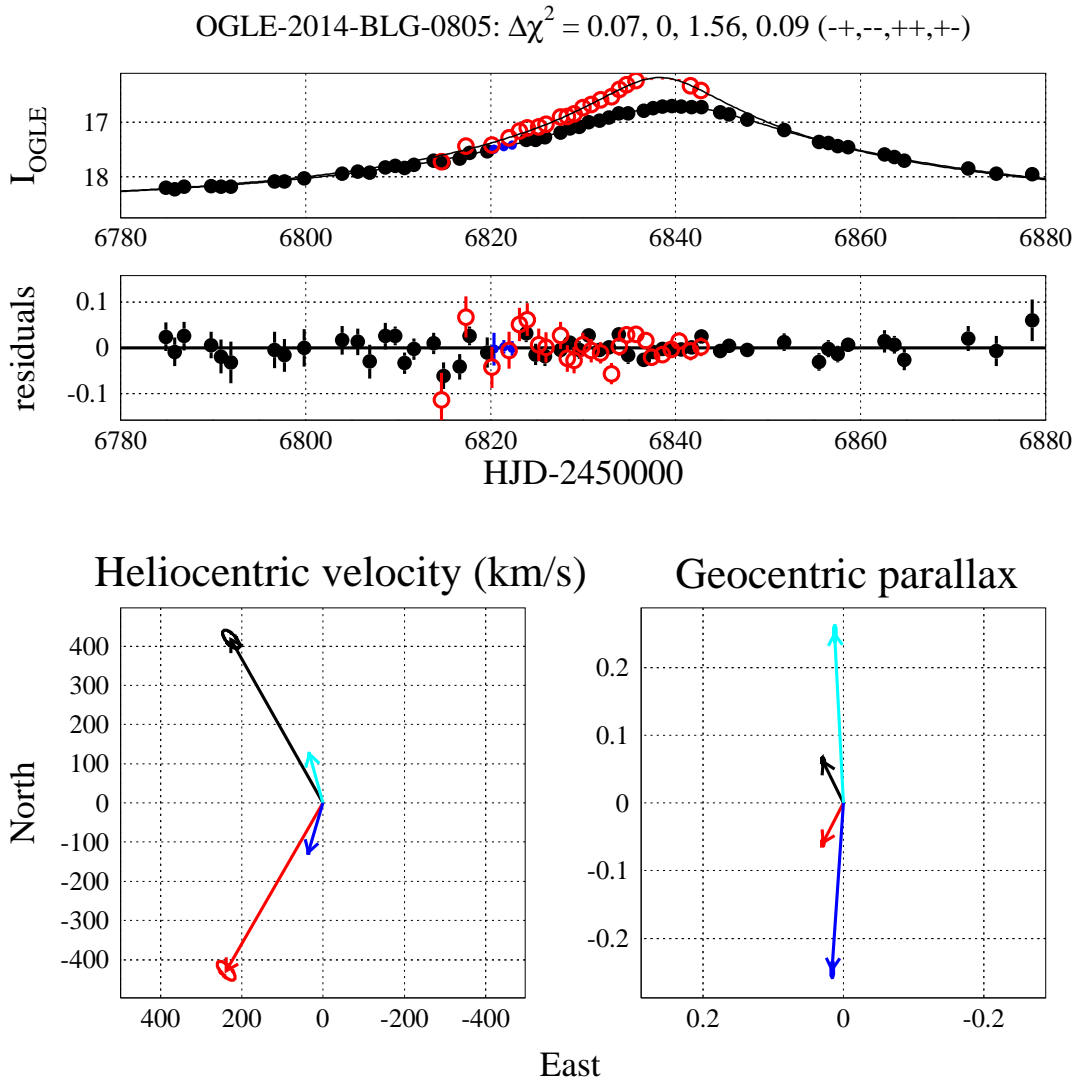 OGLE-2014-BLG-0805: Δχ² = 0.07, 0, 1.56, 0.09 (-+,--,++,+-)
I_OGLE
17
18
6780 6800 6820 6840 6860 6880
residuals
0.1
0
-0.1
6780 6800 6820 6840 6860 6880
HJD-2450000
Heliocentric velocity (km/s)
North
400
300
200
100
0
-100
-200
-300
-400
400 200 0 -200 -400
Geocentric parallax
0.2
0.1
0
-0.1
-0.2
0.2 0 -0.2
East